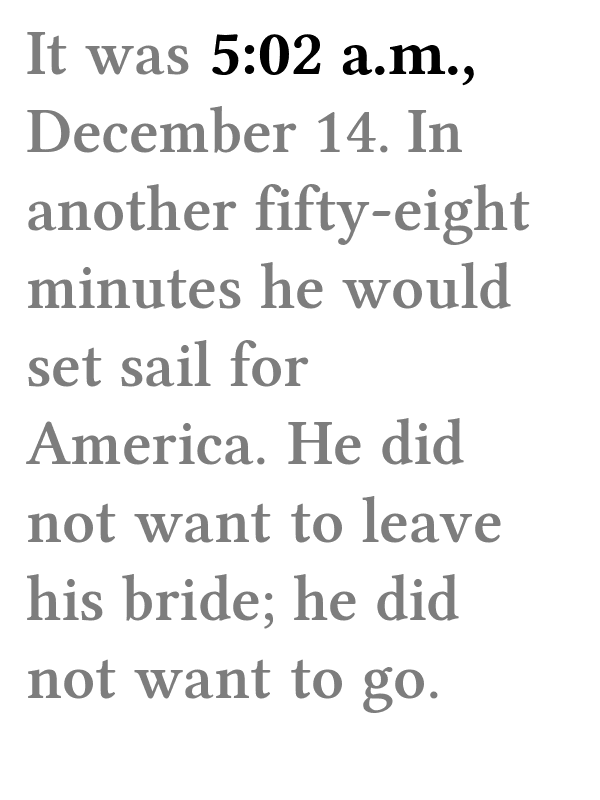 It was 5:02 a.m.,
December 14. In
another fifty-eight
minutes he would
set sail for
America. He did
not want to leave
his bride; he did
not want to go.